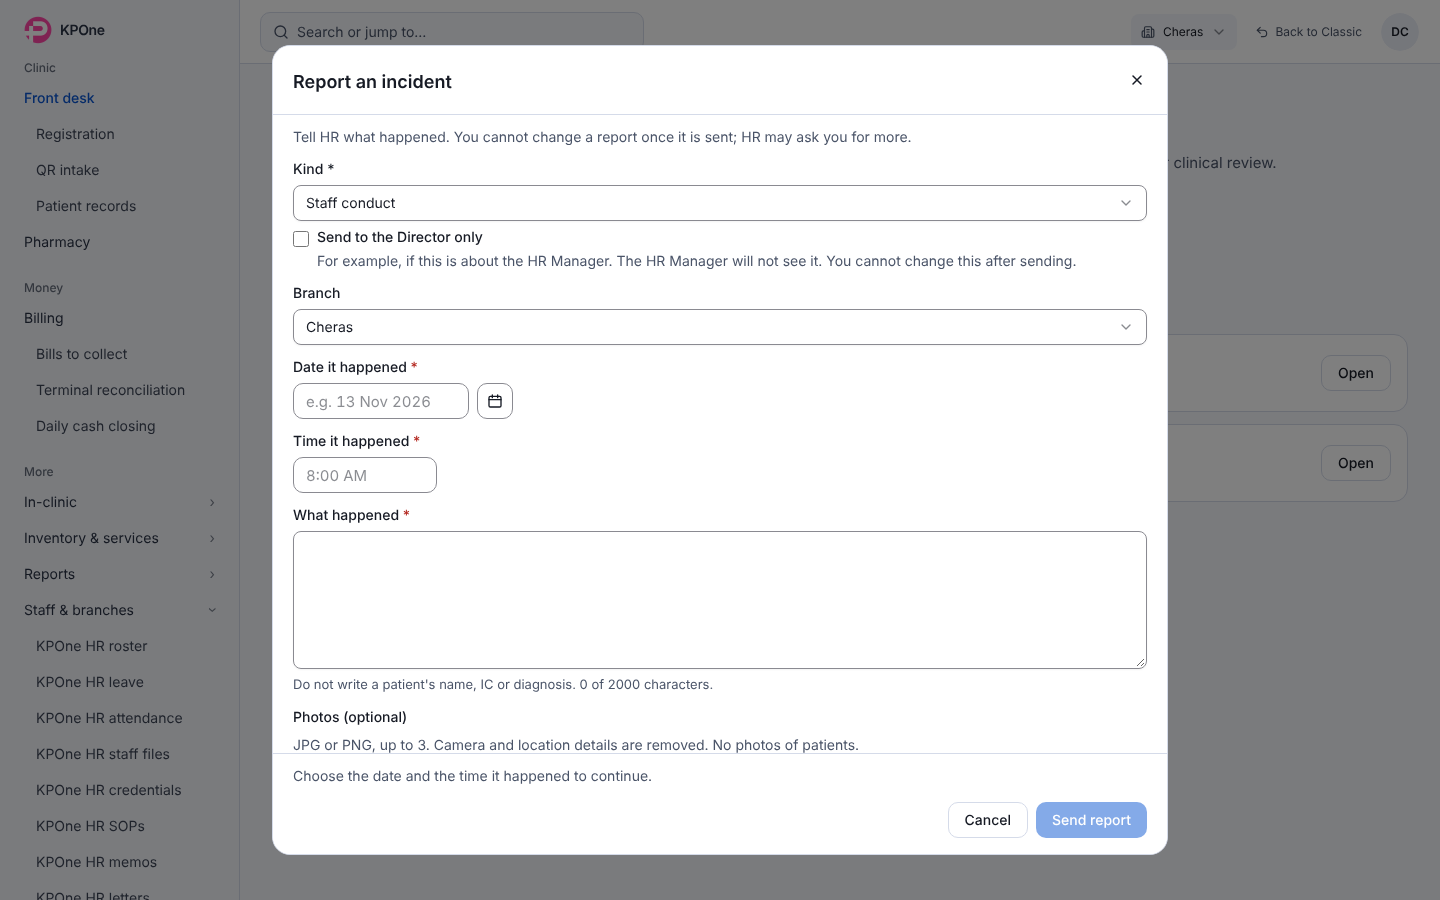 KPOne
Search or jump to...
Cheras
Back to Classic
DC
Clinic
Front desk
Registration
QR intake
Patient records
Pharmacy
Money
Billing
Bills to collect
Terminal reconciliation
Daily cash closing
More
In-clinic
Inventory & services
Reports
Staff & branches
KPOne HR roster
KPOne HR leave
KPOne HR attendance
KPOne HR staff files
KPOne HR credentials
KPOne HR SOPs
KPOne HR memos
KPOne HR letters
clinical review.
Open
Open
Report an incident
Tell HR what happened. You cannot change a report once it is sent; HR may ask you for more.
Kind *
Staff conduct
Send to the Director only
For example, if this is about the HR Manager. The HR Manager will not see it. You cannot change this after sending.
Branch
Cheras
Date it happened *
e.g. 13 Nov 2026
Time it happened *
8:00 AM
What happened *
Do not write a patient's name, IC or diagnosis. 0 of 2000 characters.
Photos (optional)
JPG or PNG, up to 3. Camera and location details are removed. No photos of patients.
Choose the date and the time it happened to continue.
Cancel
Send report